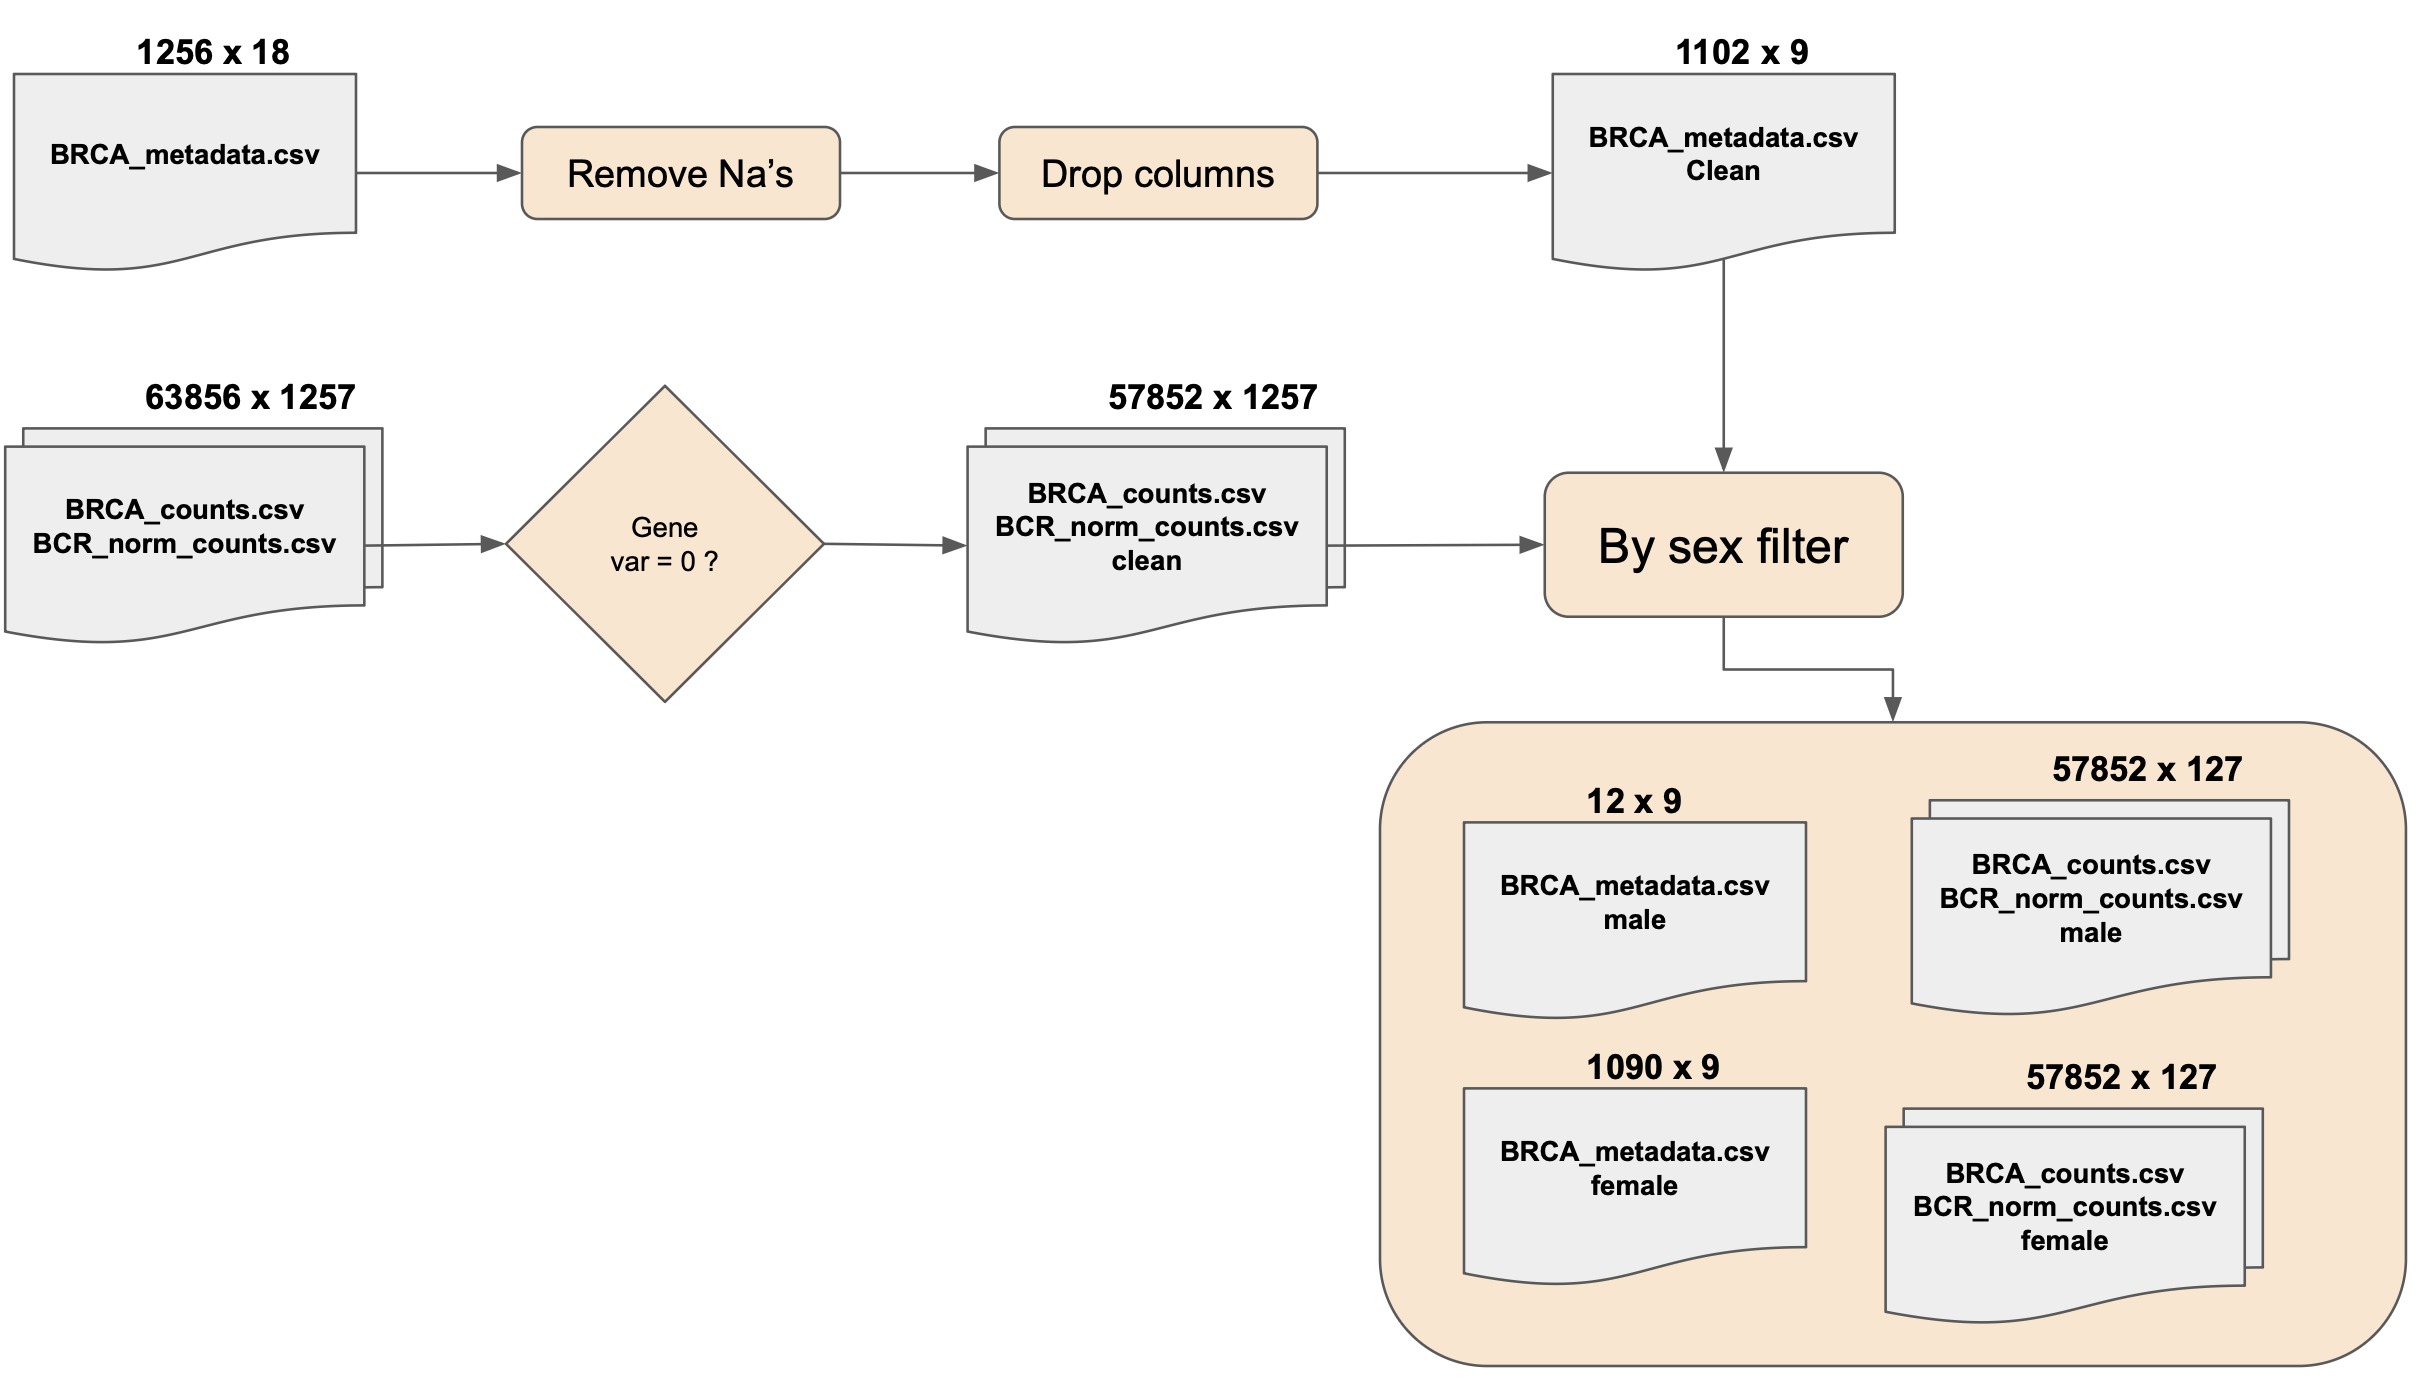 1256 x 18
BRCA_metadata.csv
Remove Na’s
Drop columns
1102 x 9
BRCA_metadata.csv
Clean
63856 x 1257
BRCA_counts.csv
BCR_norm_counts.csv
Gene
var = 0 ?
57852 x 1257
BRCA_counts.csv
BCR_norm_counts.csv
clean
By sex filter
12 x 9
BRCA_metadata.csv
male
57852 x 127
BRCA_counts.csv
BCR_norm_counts.csv
male
1090 x 9
BRCA_metadata.csv
female
57852 x 127
BRCA_counts.csv
BCR_norm_counts.csv
female